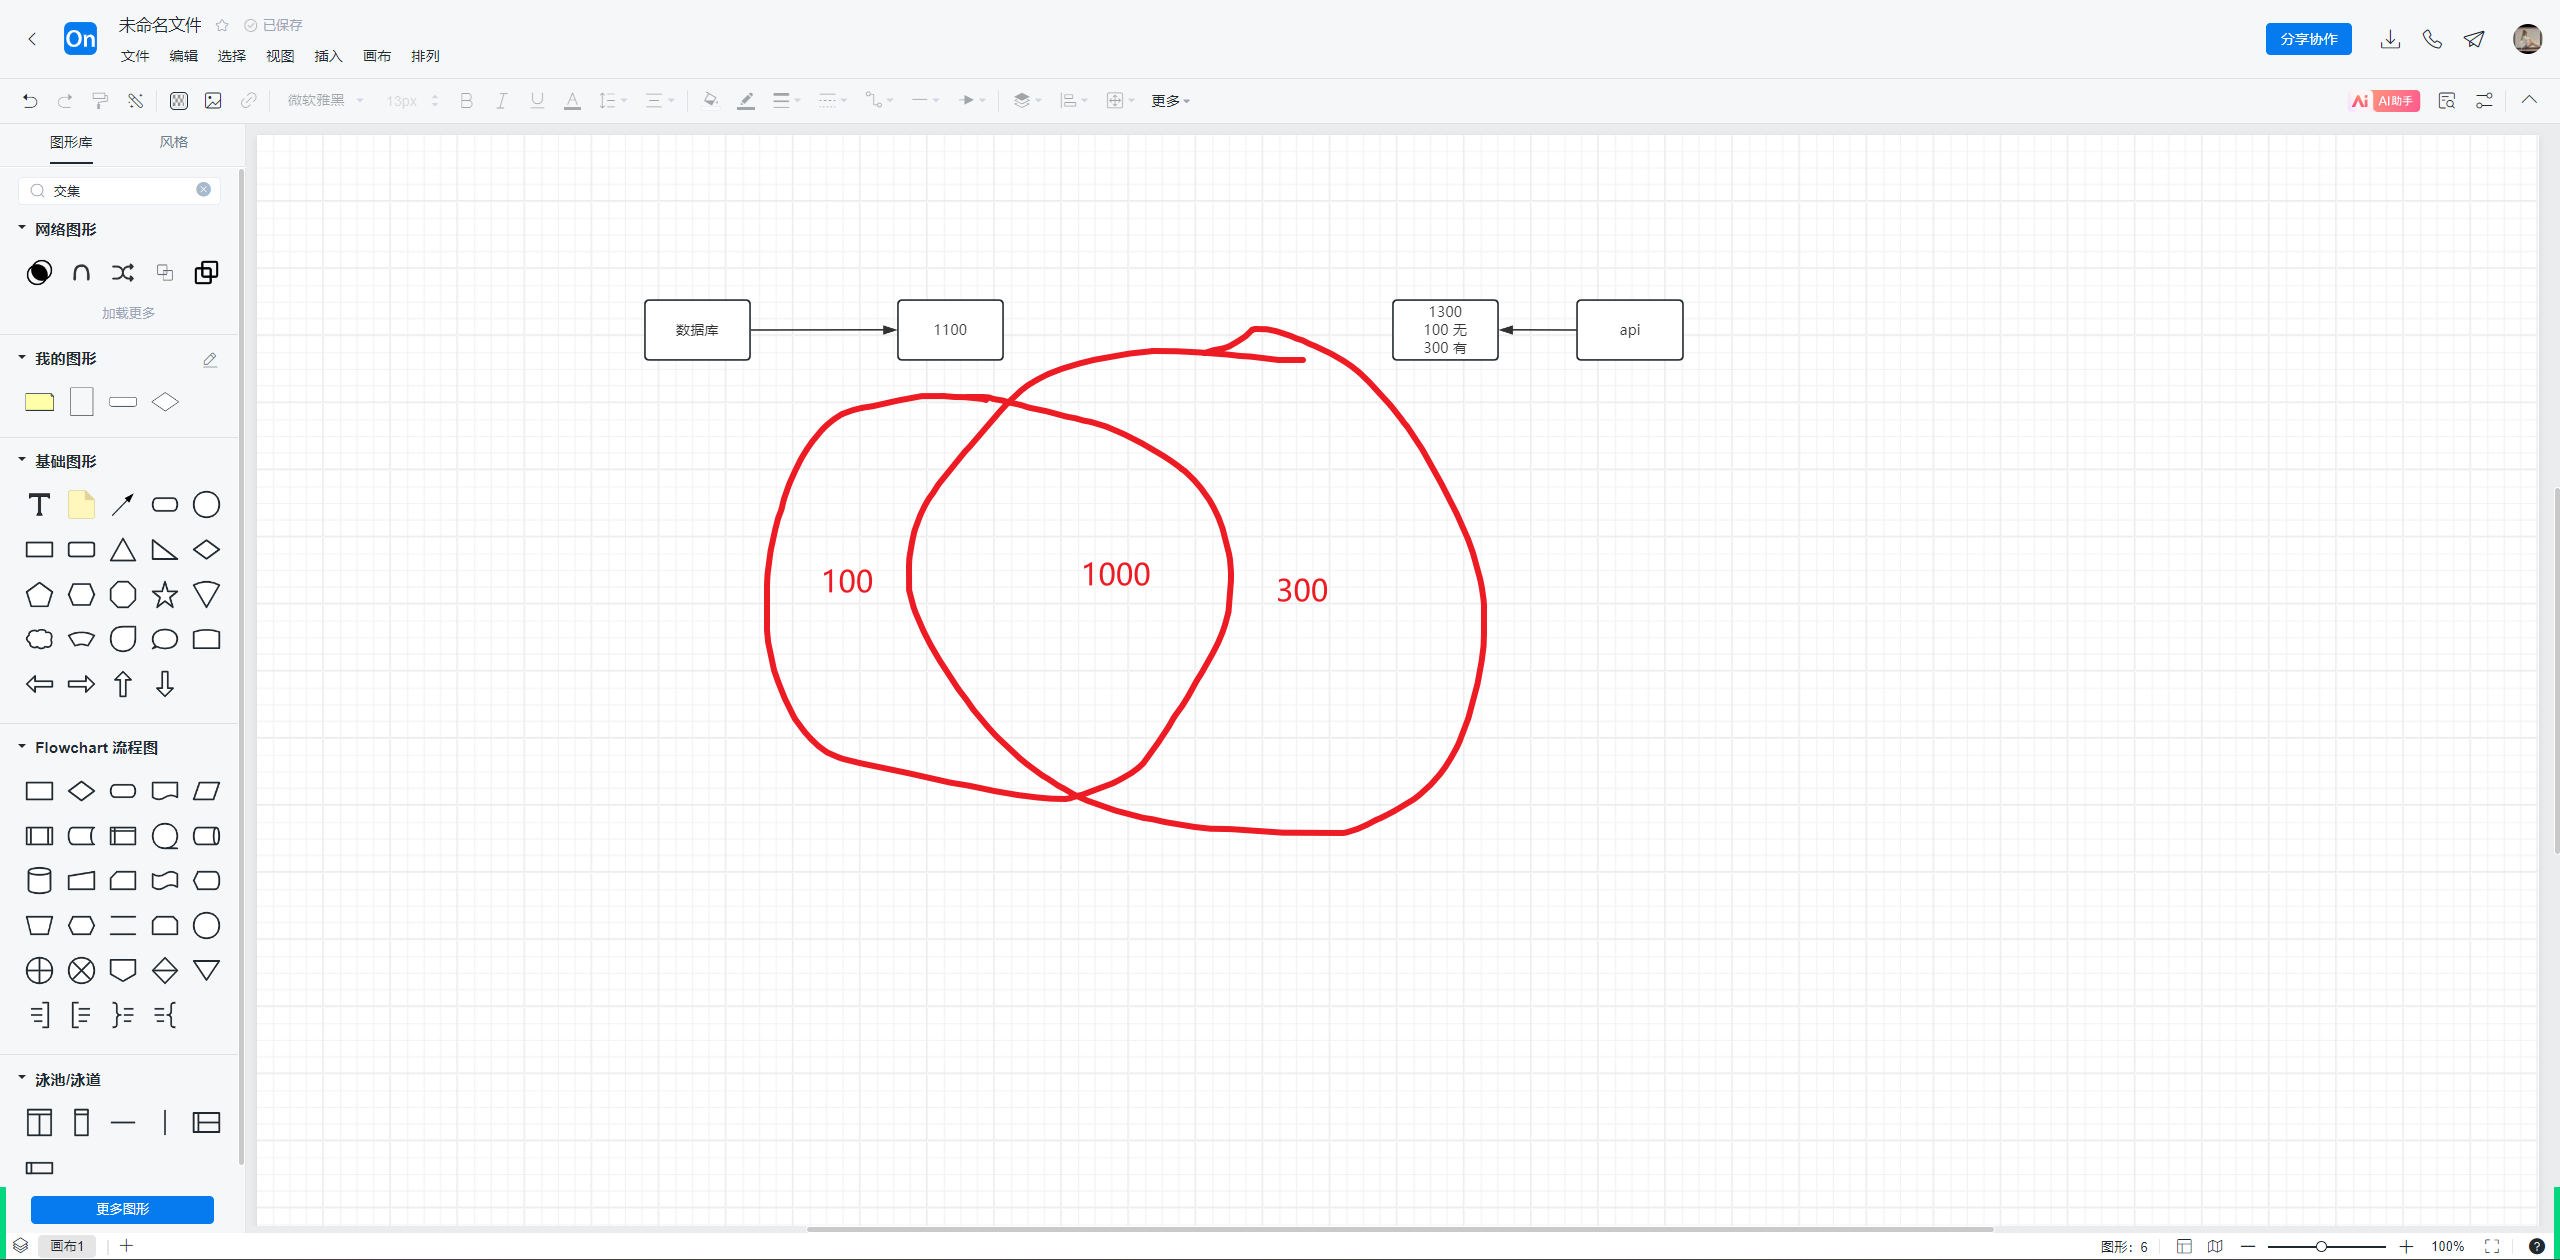 On
未命名文件
已保存
文件 编辑 选择 视图 插入 画布 排列
分享协作
微软雅黑 13px B I U A 更多
Ai AI助手
图形库 风格
交集
网络图形
加载更多
我的图形
基础图形
T
Flowchart 流程图
泳池/泳道
更多图形
数据库
1100
1300
100 无
300 有
api
100
1000
300
画布1
图形: 6
100%
?